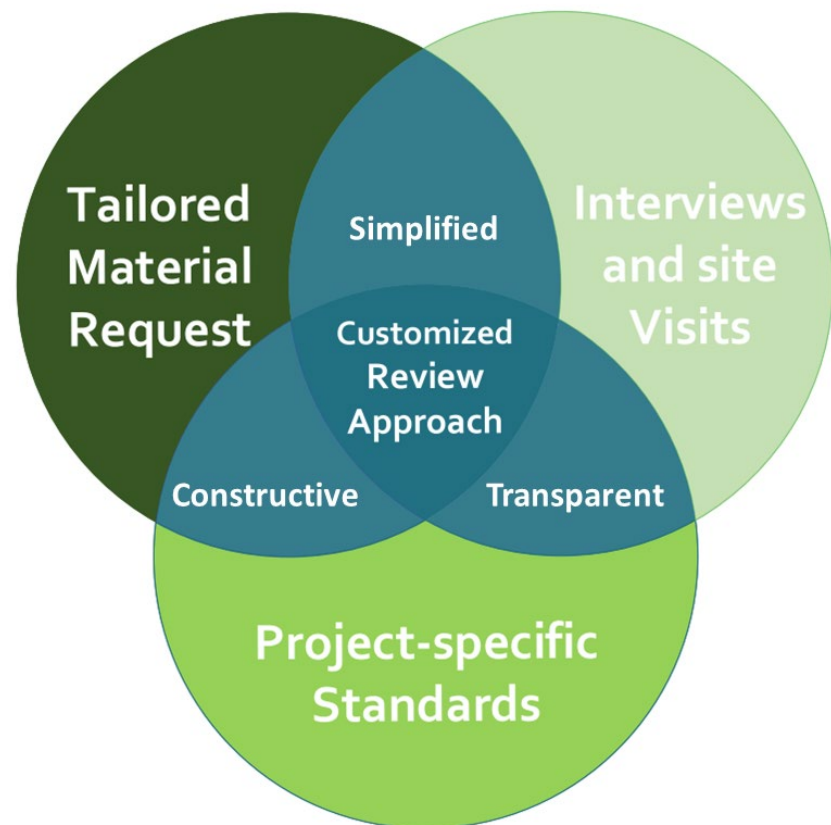 Tailored
Material
Request
Interviews
and site
Visits
Simplified
Customized
Review
Approach
Constructive
Transparent
Project-specific
Standards